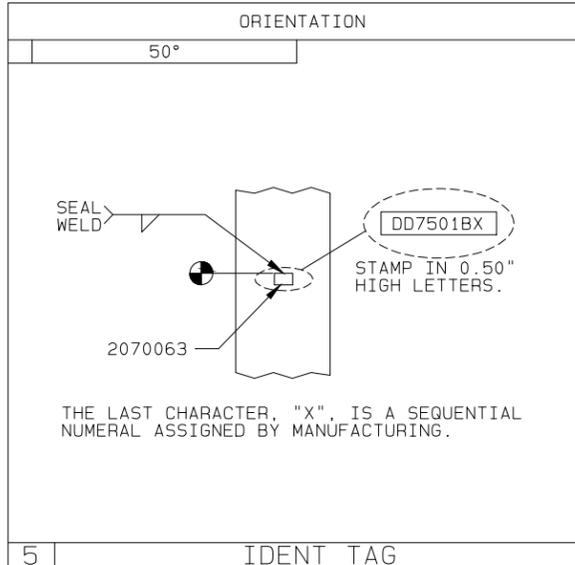 ORIENTATION
50°
SEAL
WELD
DD7501BX
STAMP IN 0.50"
HIGH LETTERS.
2070063
THE LAST CHARACTER, "X", IS A SEQUENTIAL
NUMERAL ASSIGNED BY MANUFACTURING.
5 IDENT TAG